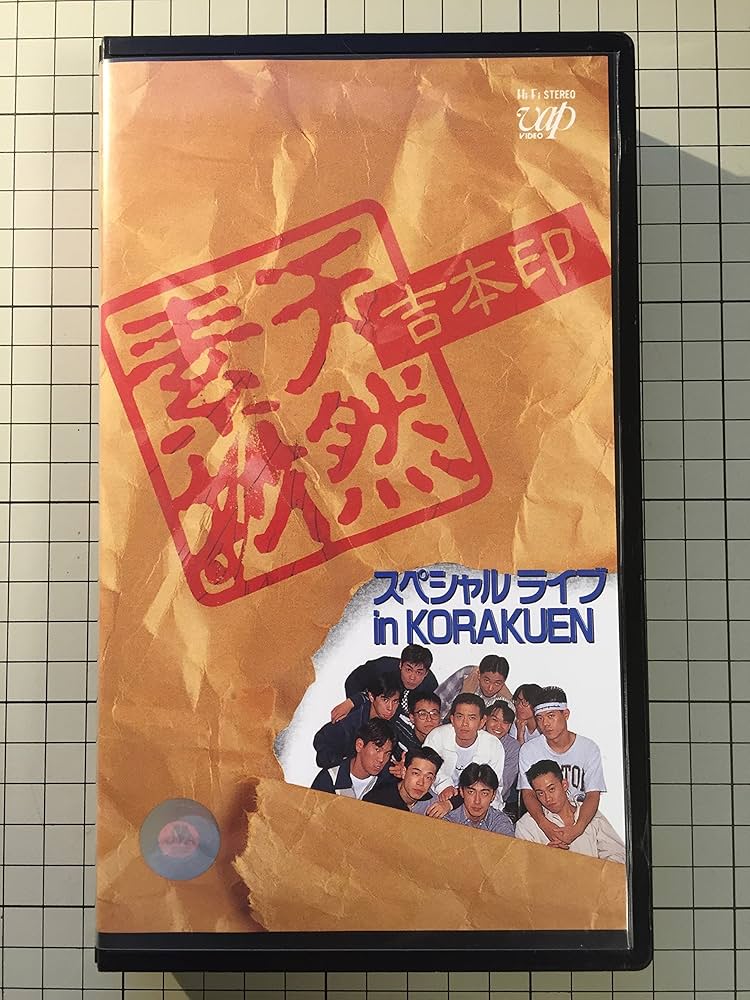 Hi Fi STEREO
vap
VIDEO
吉本印
天然
素材
スペシャル ライブ
in KORAKUEN